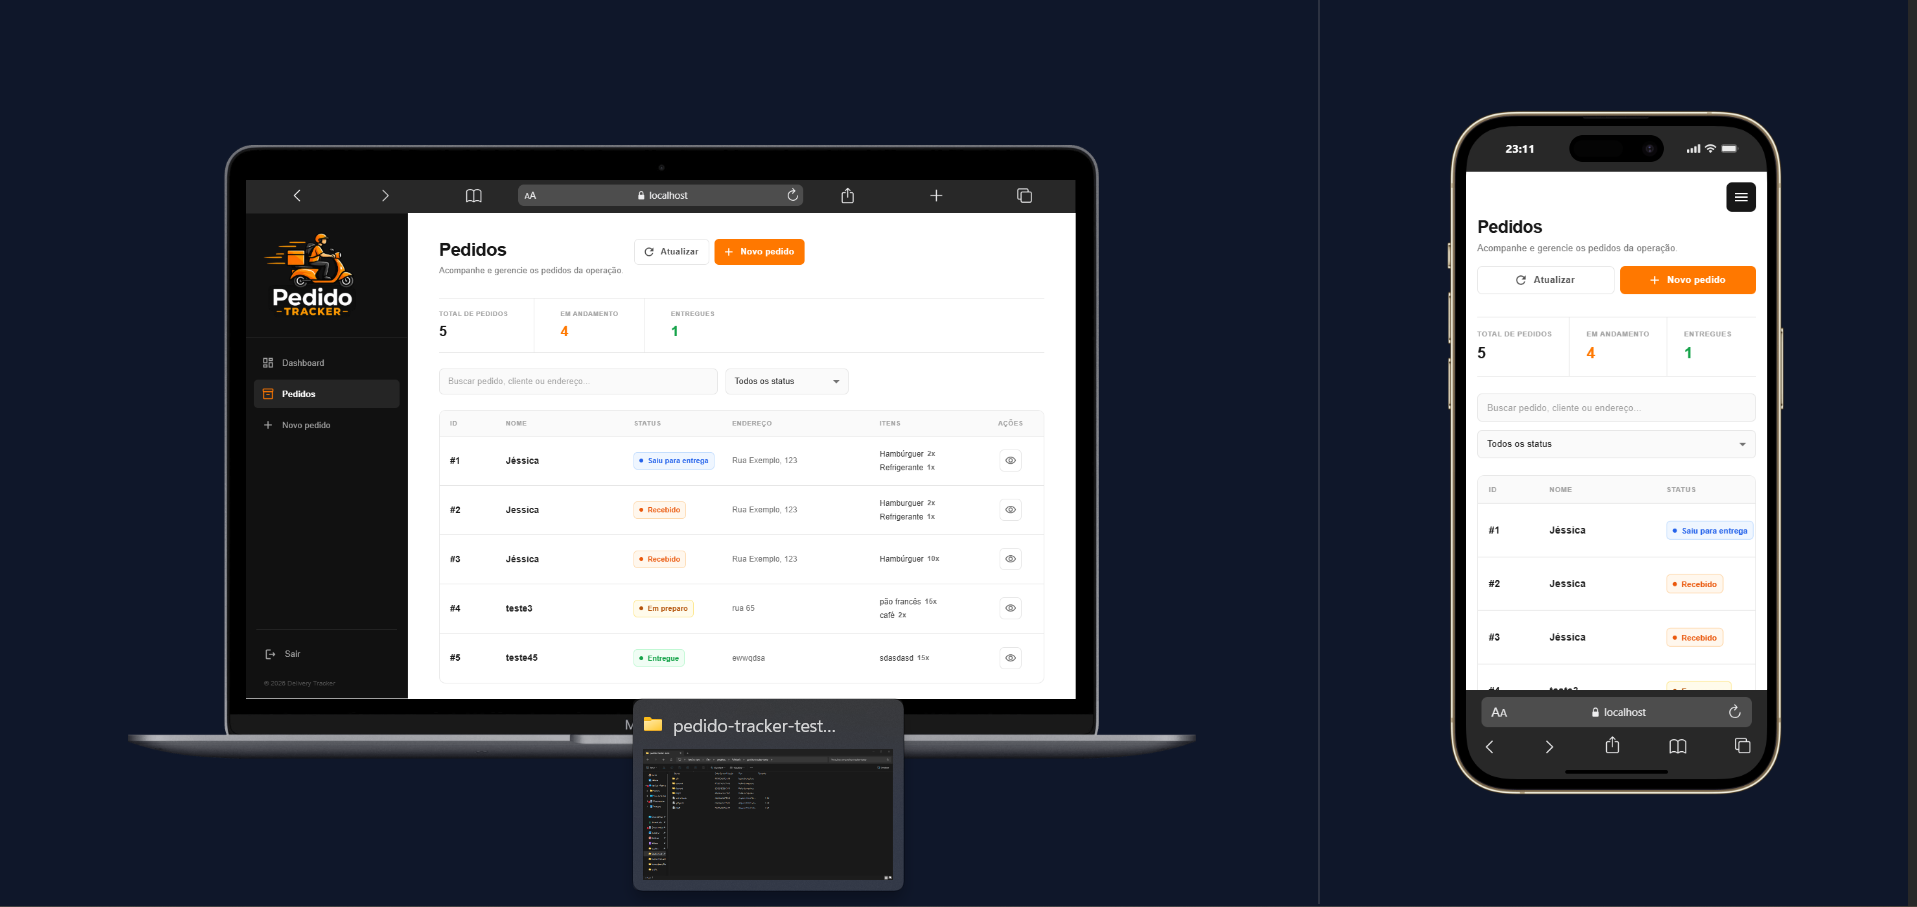 AA
localhost
Pedido
TRACKER
Dashboard
Pedidos
Novo pedido
Sair
© 2026 Delivery Tracker
Pedidos
Acompanhe e gerencie os pedidos da operação.
Atualizar
Novo pedido
TOTAL DE PEDIDOS
5
EM ANDAMENTO
4
ENTREGUES
1
Buscar pedido, cliente ou endereço...
Todos os status
ID NOME STATUS ENDEREÇO ITENS AÇÕES
#1 Jéssica Saiu para entrega Rua Exemplo, 123 Hambúrguer 2x
Refrigerante 1x
#2 Jessica Recebido Rua Exemplo, 123 Hamburguer 2x
Refrigerante 1x
#3 Jéssica Recebido Rua Exemplo, 123 Hambúrguer 10x
#4 teste3 Em preparo rua 65 pão francês 15x
café 2x
#5 teste45 Entregue ewwqdsa sdasdasd 15x
M
pedido-tracker-test...
23:11
Pedidos
Acompanhe e gerencie os pedidos da operação.
Atualizar
Novo pedido
TOTAL DE PEDIDOS
5
EM ANDAMENTO
4
ENTREGUES
1
Buscar pedido, cliente ou endereço...
Todos os status
ID NOME STATUS
#1 Jéssica Saiu para entrega
#2 Jessica Recebido
#3 Jéssica Recebido
#4 teste3
AA
localhost